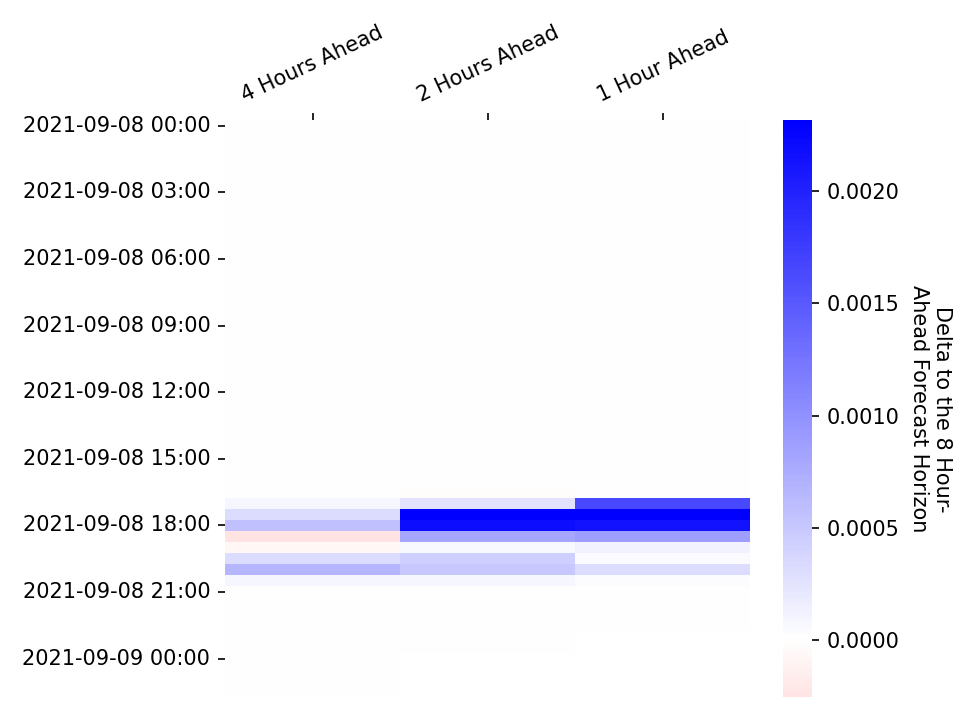 4 Hours Ahead
2 Hours Ahead
1 Hour Ahead
2021-09-08 00:00
2021-09-08 03:00
2021-09-08 06:00
2021-09-08 09:00
2021-09-08 12:00
2021-09-08 15:00
2021-09-08 18:00
2021-09-08 21:00
2021-09-09 00:00
0.0020
0.0015
0.0010
0.0005
0.0000
Delta to the 8 Hour-
Ahead Forecast Horizon